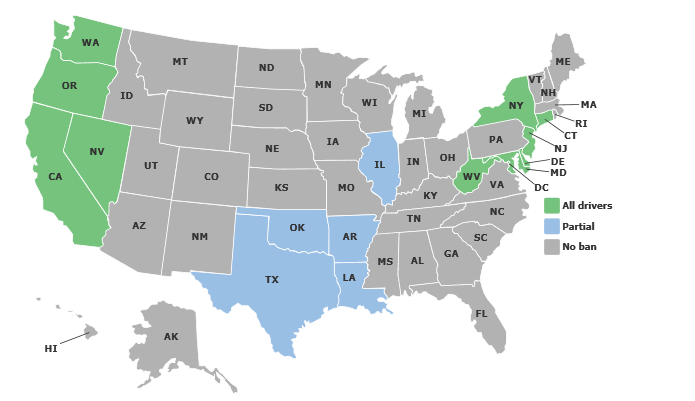 WA
OR
CA
NV
ID
MT
WY
UT
CO
AZ
NM
ND
SD
NE
KS
OK
TX
MN
IA
MO
AR
LA
WI
IL
MI
IN
OH
KY
TN
MS
AL
GA
FL
SC
NC
VA
WV
PA
NY
VT
NH
ME
MA
RI
CT
NJ
DE
MD
DC
AK
HI
All drivers
Partial
No ban